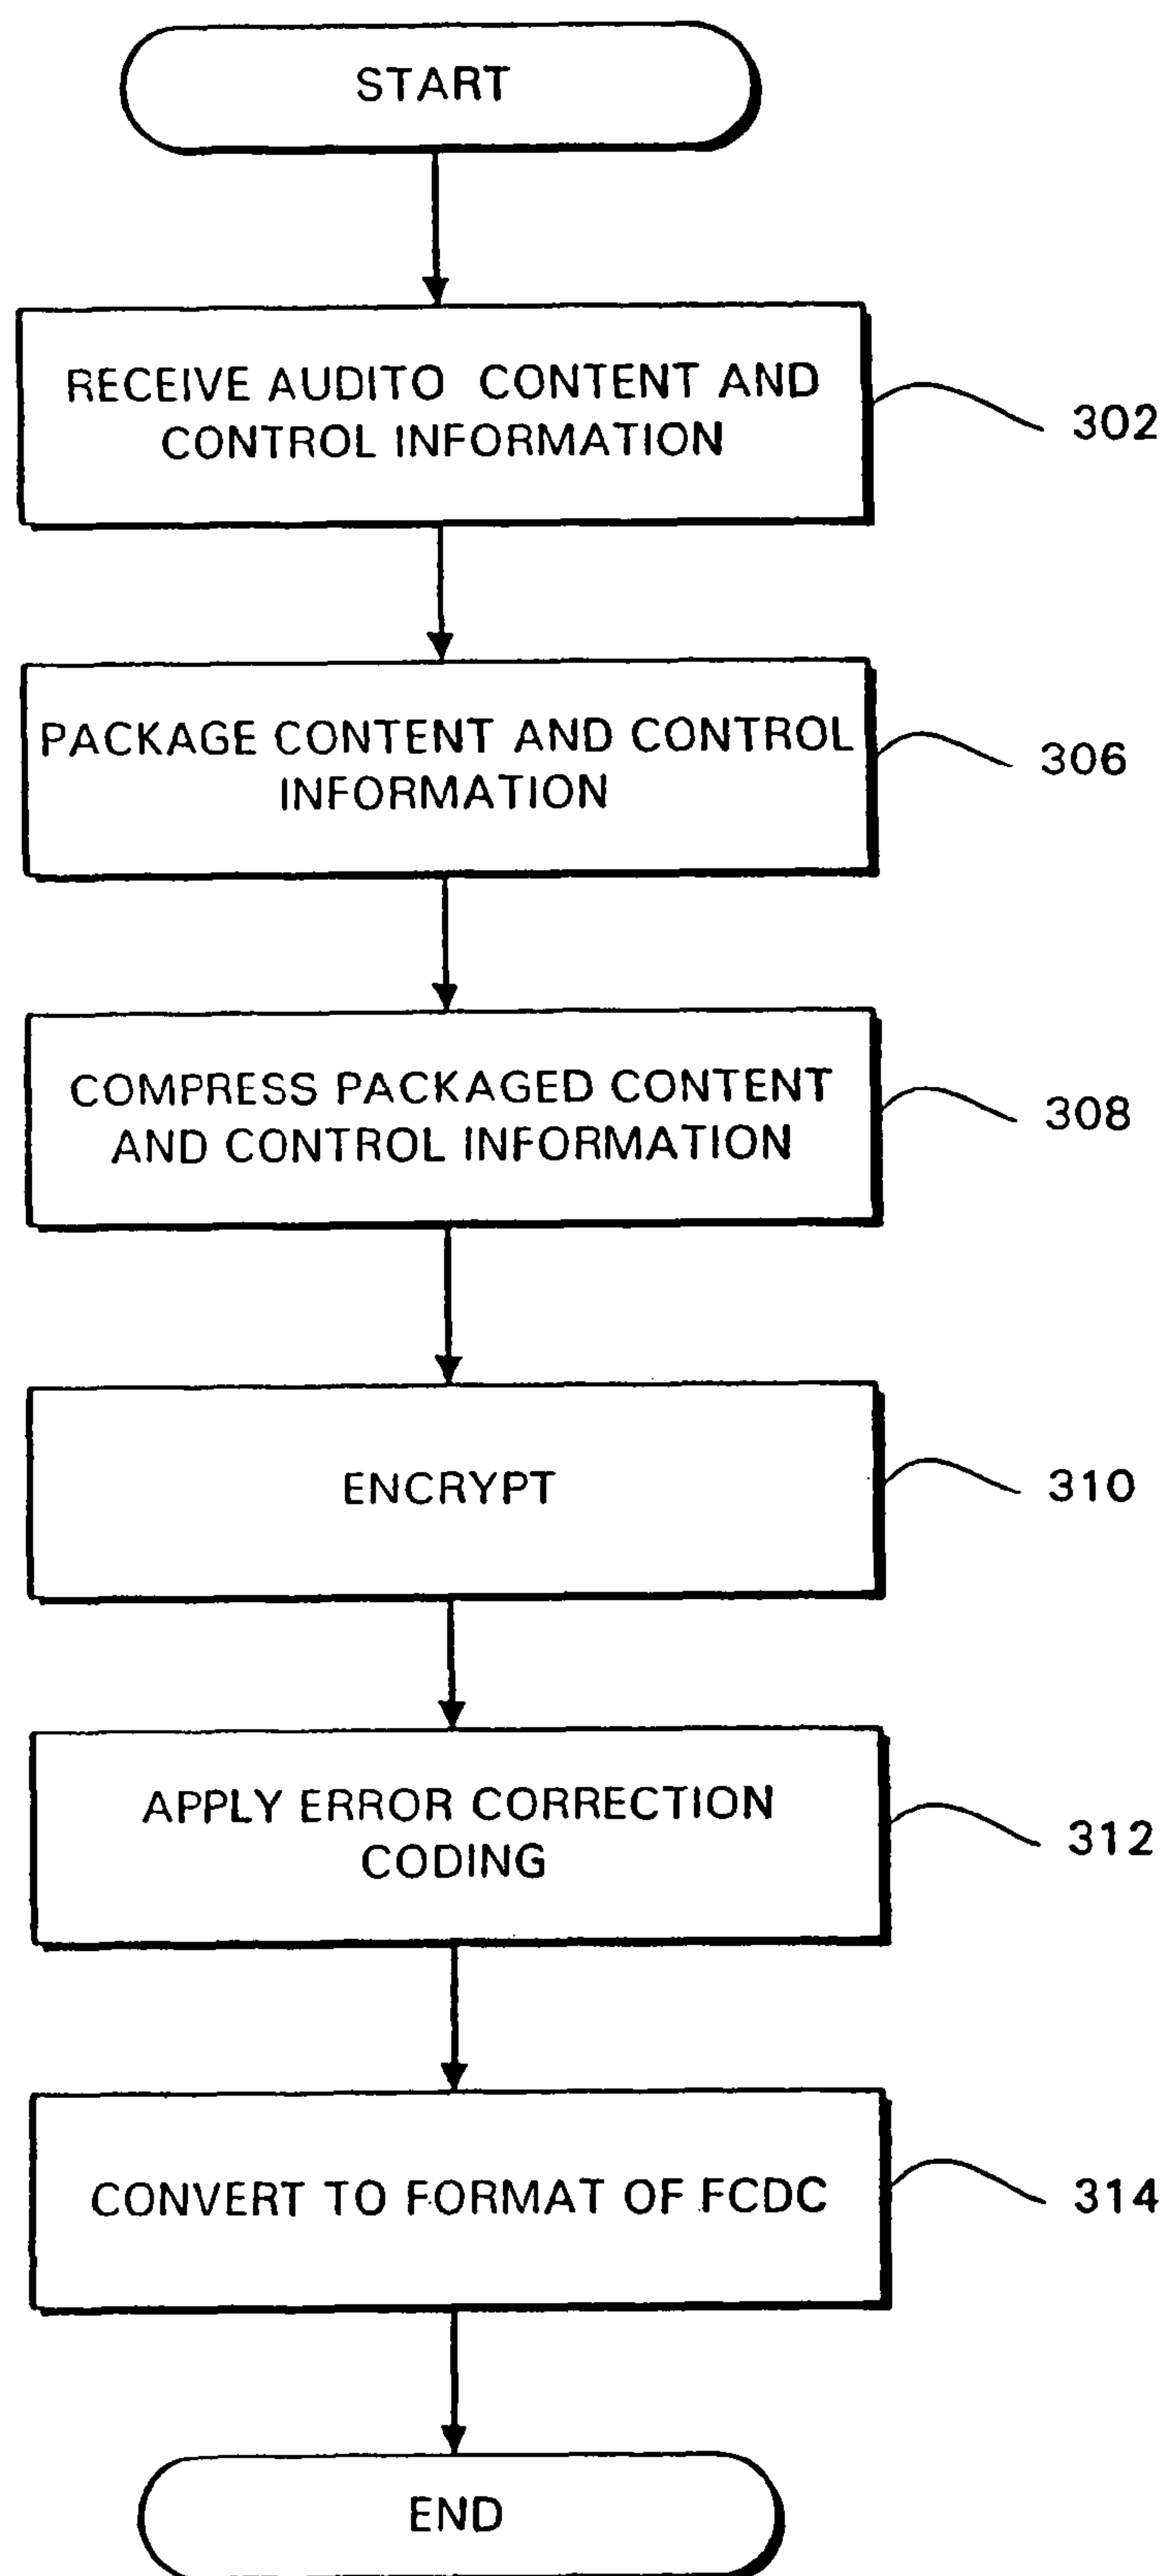 START
RECEIVE AUDITO CONTENT AND
CONTROL INFORMATION
302
PACKAGE CONTENT AND CONTROL
INFORMATION
306
COMPRESS PACKAGED CONTENT
AND CONTROL INFORMATION
308
ENCRYPT
310
APPLY ERROR CORRECTION
CODING
312
CONVERT TO FORMAT OF FCDC
314
END